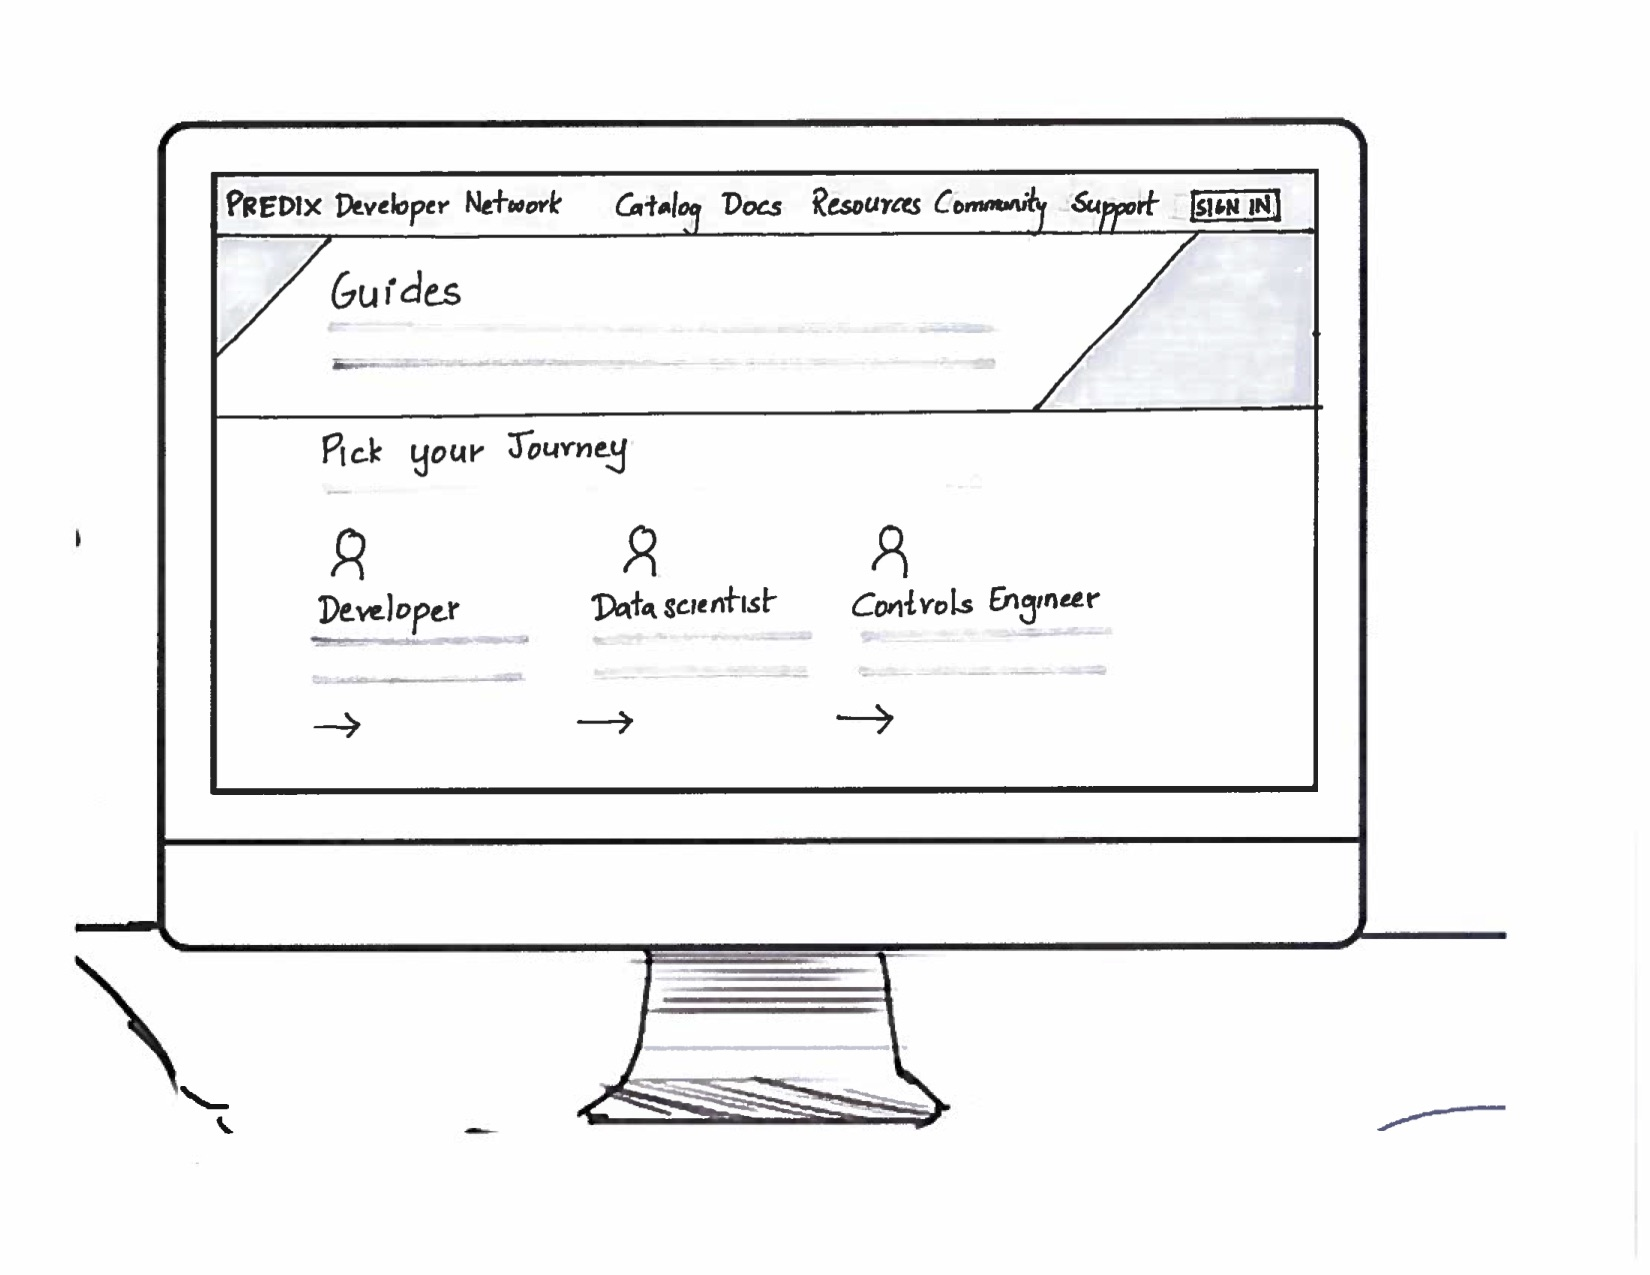 PREDIX Developer Network Catalog Docs Resources Community Support SIGN IN
Guides
Pick your Journey
Developer Data scientist Controls Engineer